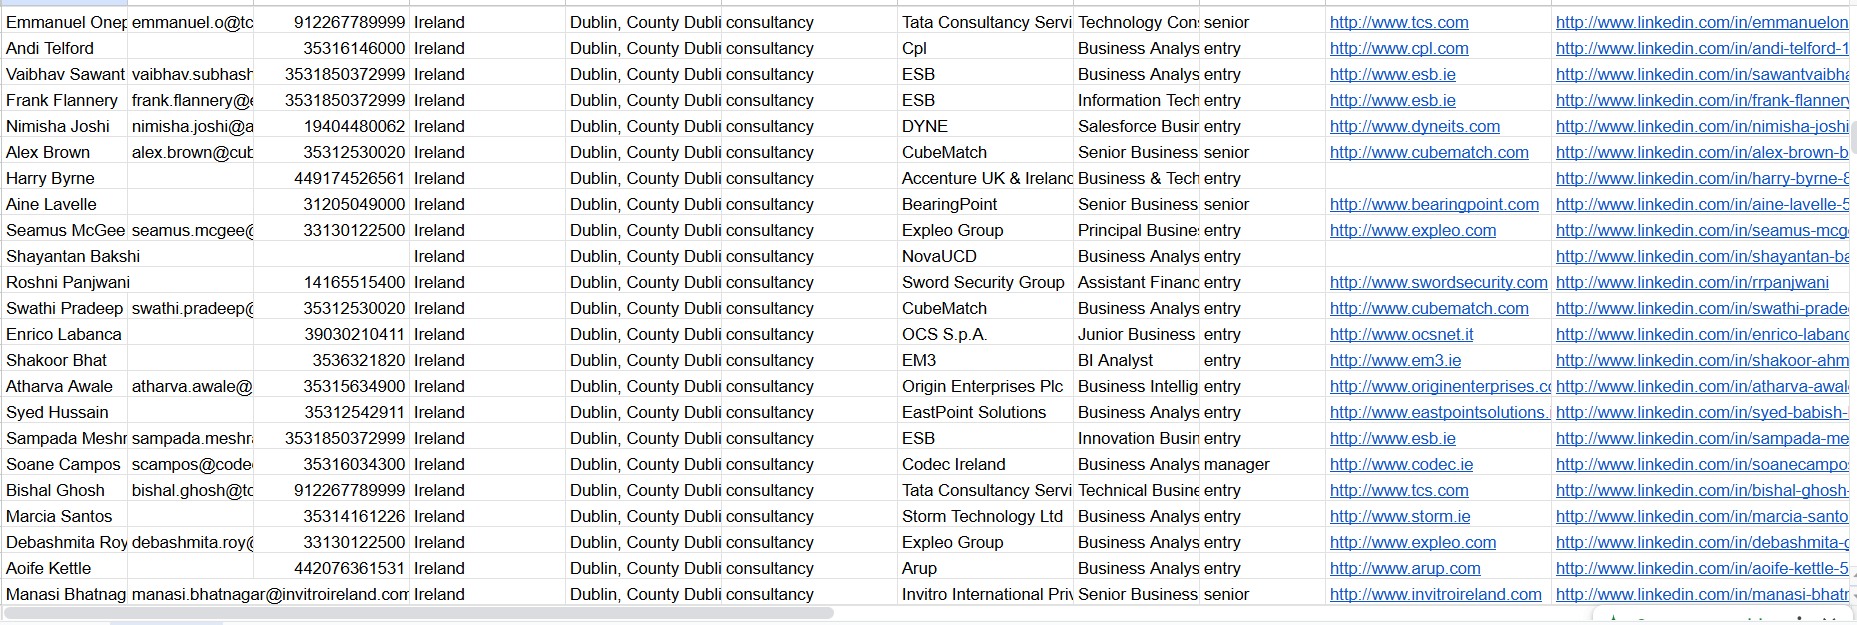 Emmanuel Onep emmanuel.o@tc 912267789999 Ireland Dublin, County Dubli consultancy Tata Consultancy Servi Technology Con senior http://www.tcs.com http://www.linkedin.com/in/emmanuelon
Andi Telford 35316146000 Ireland Dublin, County Dubli consultancy Cpl Business Analys entry http://www.cpl.com http://www.linkedin.com/in/andi-telford-1
Vaibhav Sawant vaibhav.subhash 3531850372999 Ireland Dublin, County Dubli consultancy ESB Business Analys entry http://www.esb.ie http://www.linkedin.com/in/sawantvaibha
Frank Flannery frank.flannery@e 3531850372999 Ireland Dublin, County Dubli consultancy ESB Information Tech entry http://www.esb.ie http://www.linkedin.com/in/frank-flannery
Nimisha Joshi nimisha.joshi@a 19404480062 Ireland Dublin, County Dubli consultancy DYNE Salesforce Busir entry http://www.dyneits.com http://www.linkedin.com/in/nimisha-joshi
Alex Brown alex.brown@cub 35312530020 Ireland Dublin, County Dubli consultancy CubeMatch Senior Business senior http://www.cubematch.com http://www.linkedin.com/in/alex-brown-b
Harry Byrne 449174526561 Ireland Dublin, County Dubli consultancy Accenture UK & Ireland Business & Tech entry http://www.linkedin.com/in/harry-byrne-8
Aine Lavelle 31205049000 Ireland Dublin, County Dubli consultancy BearingPoint Senior Business senior http://www.bearingpoint.com http://www.linkedin.com/in/aine-lavelle-5
Seamus McGee seamus.mcgee@ 33130122500 Ireland Dublin, County Dubli consultancy Expleo Group Principal Busine entry http://www.expleo.com http://www.linkedin.com/in/seamus-mcg
Shayantan Bakshi Ireland Dublin, County Dubli consultancy NovaUCD Business Analys entry http://www.linkedin.com/in/shayantan-ba
Roshni Panjwani 14165515400 Ireland Dublin, County Dubli consultancy Sword Security Group Assistant Financ entry http://www.swordsecurity.com http://www.linkedin.com/in/rrpanjwani
Swathi Pradeep swathi.pradeep@ 35312530020 Ireland Dublin, County Dubli consultancy CubeMatch Business Analys entry http://www.cubematch.com http://www.linkedin.com/in/swathi-prade
Enrico Labanca 39030210411 Ireland Dublin, County Dubli consultancy OCS S.p.A. Junior Business entry http://www.ocsnet.it http://www.linkedin.com/in/enrico-labanc
Shakoor Bhat 3536321820 Ireland Dublin, County Dubli consultancy EM3 BI Analyst entry http://www.em3.ie http://www.linkedin.com/in/shakoor-ahm
Atharva Awale atharva.awale@ 35315634900 Ireland Dublin, County Dubli consultancy Origin Enterprises Plc Business Intellig entry http://www.originenterprises.co http://www.linkedin.com/in/atharva-awal
Syed Hussain 35312542911 Ireland Dublin, County Dubli consultancy EastPoint Solutions Business Analys entry http://www.eastpointsolutions. http://www.linkedin.com/in/syed-babish-
Sampada Meshr sampada.meshr 3531850372999 Ireland Dublin, County Dubli consultancy ESB Innovation Busin entry http://www.esb.ie http://www.linkedin.com/in/sampada-me
Soane Campos scampos@code 35316034300 Ireland Dublin, County Dubli consultancy Codec Ireland Business Analys manager http://www.codec.ie http://www.linkedin.com/in/soanecampo
Bishal Ghosh bishal.ghosh@tc 912267789999 Ireland Dublin, County Dubli consultancy Tata Consultancy Servi Technical Busine entry http://www.tcs.com http://www.linkedin.com/in/bishal-ghosh-
Marcia Santos 35314161226 Ireland Dublin, County Dubli consultancy Storm Technology Ltd Business Analys entry http://www.storm.ie http://www.linkedin.com/in/marcia-santo
Debashmita Roy debashmita.roy@ 33130122500 Ireland Dublin, County Dubli consultancy Expleo Group Business Analys entry http://www.expleo.com http://www.linkedin.com/in/debashmita-
Aoife Kettle 442076361531 Ireland Dublin, County Dubli consultancy Arup Business Analys entry http://www.arup.com http://www.linkedin.com/in/aoife-kettle-5
Manasi Bhatnag manasi.bhatnagar@invitroireland.com Ireland Dublin, County Dubli consultancy Invitro International Priv Senior Business senior http://www.invitroireland.com http://www.linkedin.com/in/manasi-bhatn